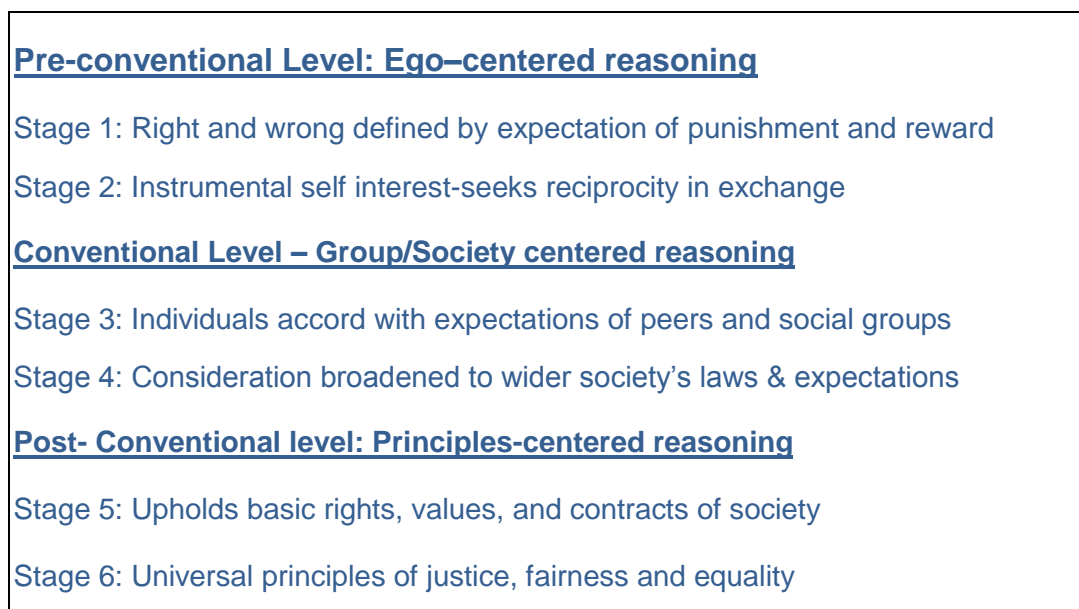 Pre-conventional Level: Ego–centered reasoning
Stage 1: Right and wrong defined by expectation of punishment and reward
Stage 2: Instrumental self interest-seeks reciprocity in exchange
Conventional Level – Group/Society centered reasoning
Stage 3: Individuals accord with expectations of peers and social groups
Stage 4: Consideration broadened to wider society’s laws & expectations
Post- Conventional level: Principles-centered reasoning
Stage 5: Upholds basic rights, values, and contracts of society
Stage 6: Universal principles of justice, fairness and equality